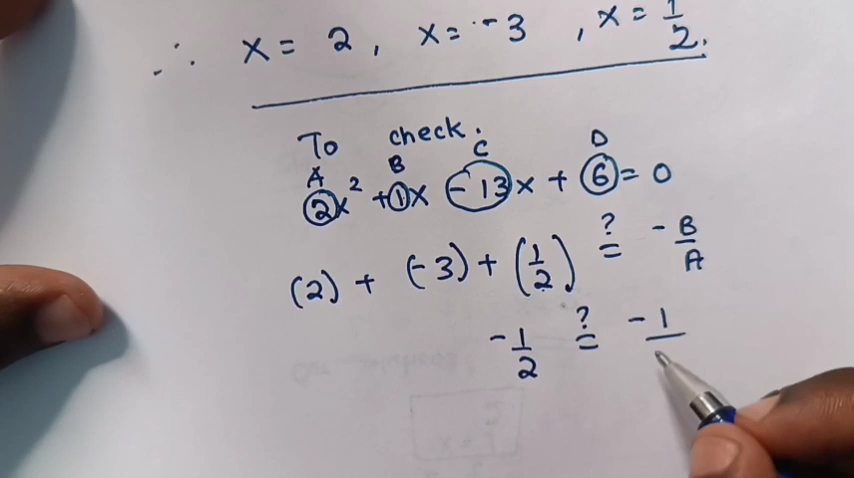 ∴ x = 2, x = -3, x = 1/2.
To check.
A B C D
2x² + 1x - 13x + 6 = 0
(2) + (-3) + (1/2) ?= -B/A
-1/2 ?= -1/